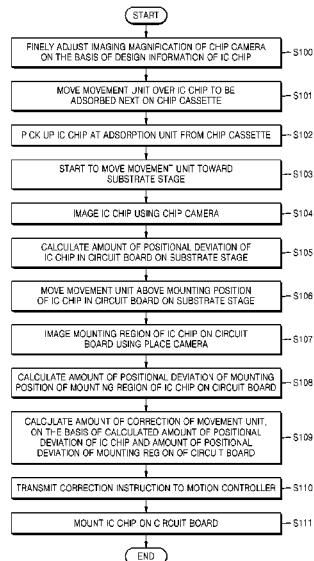 START
FINELY ADJUST IMAGING MAGNIFICATION OF CHIP CAMERA
ON THE BASIS OF DESIGN INFORMATION OF IC CHIP
S100
MOVE MOVEMENT UNIT OVER IC CHIP TO BE
ADSORBED NEXT ON CHIP CASSETTE
S101
PICK UP IC CHIP AT ADSORPTION UNIT FROM CHIP CASSETTE
S102
START TO MOVE MOVEMENT UNIT TOWARD
SUBSTRATE STAGE
S103
IMAGE IC CHIP USING CHIP CAMERA
S104
CALCULATE AMOUNT OF POSITIONAL DEVIATION OF
IC CHIP IN CIRCUIT BOARD ON SUBSTRATE STAGE
S105
MOVE MOVEMENT UNIT ABOVE MOUNTING POSITION
OF IC CHIP IN CIRCUIT BOARD ON SUBSTRATE STAGE
S106
IMAGE MOUNTING REGION OF IC CHIP ON CIRCUIT
BOARD USING PLACE CAMERA
S107
CALCULATE AMOUNT OF POSITIONAL DEVIATION OF MOUNTING
POSITION OF MOUNTING REGION OF IC CHIP ON CIRCUIT BOARD
S108
CALCULATE AMOUNT OF CORRECTION OF MOVEMENT UNIT,
ON THE BASIS OF CALCULATED AMOUNT OF POSITIONAL
DEVIATION OF IC CHIP AND AMOUNT OF POSITIONAL
DEVIATION OF MOUNTING REGION OF CIRCUIT BOARD
S109
TRANSMIT CORRECTION INSTRUCTION TO MOTION CONTROLLER
S110
MOUNT IC CHIP ON CIRCUIT BOARD
S111
END